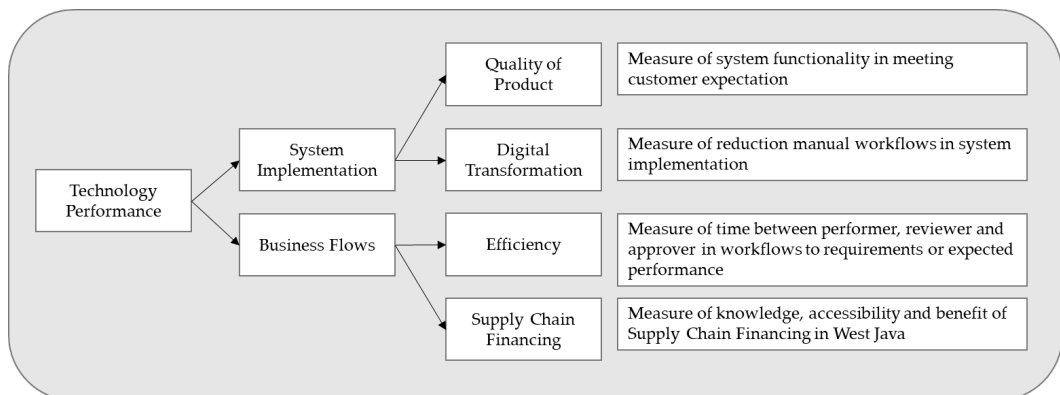 Technology
Performance
System
Implementation
Business Flows
Quality of
Product
Measure of system functionality in meeting
customer expectation
Digital
Transformation
Measure of reduction manual workflows in system
implementation
Efficiency
Measure of time between performer, reviewer and
approver in workflows to requirements or expected
performance
Supply Chain
Financing
Measure of knowledge, accessibility and benefit of
Supply Chain Financing in West Java